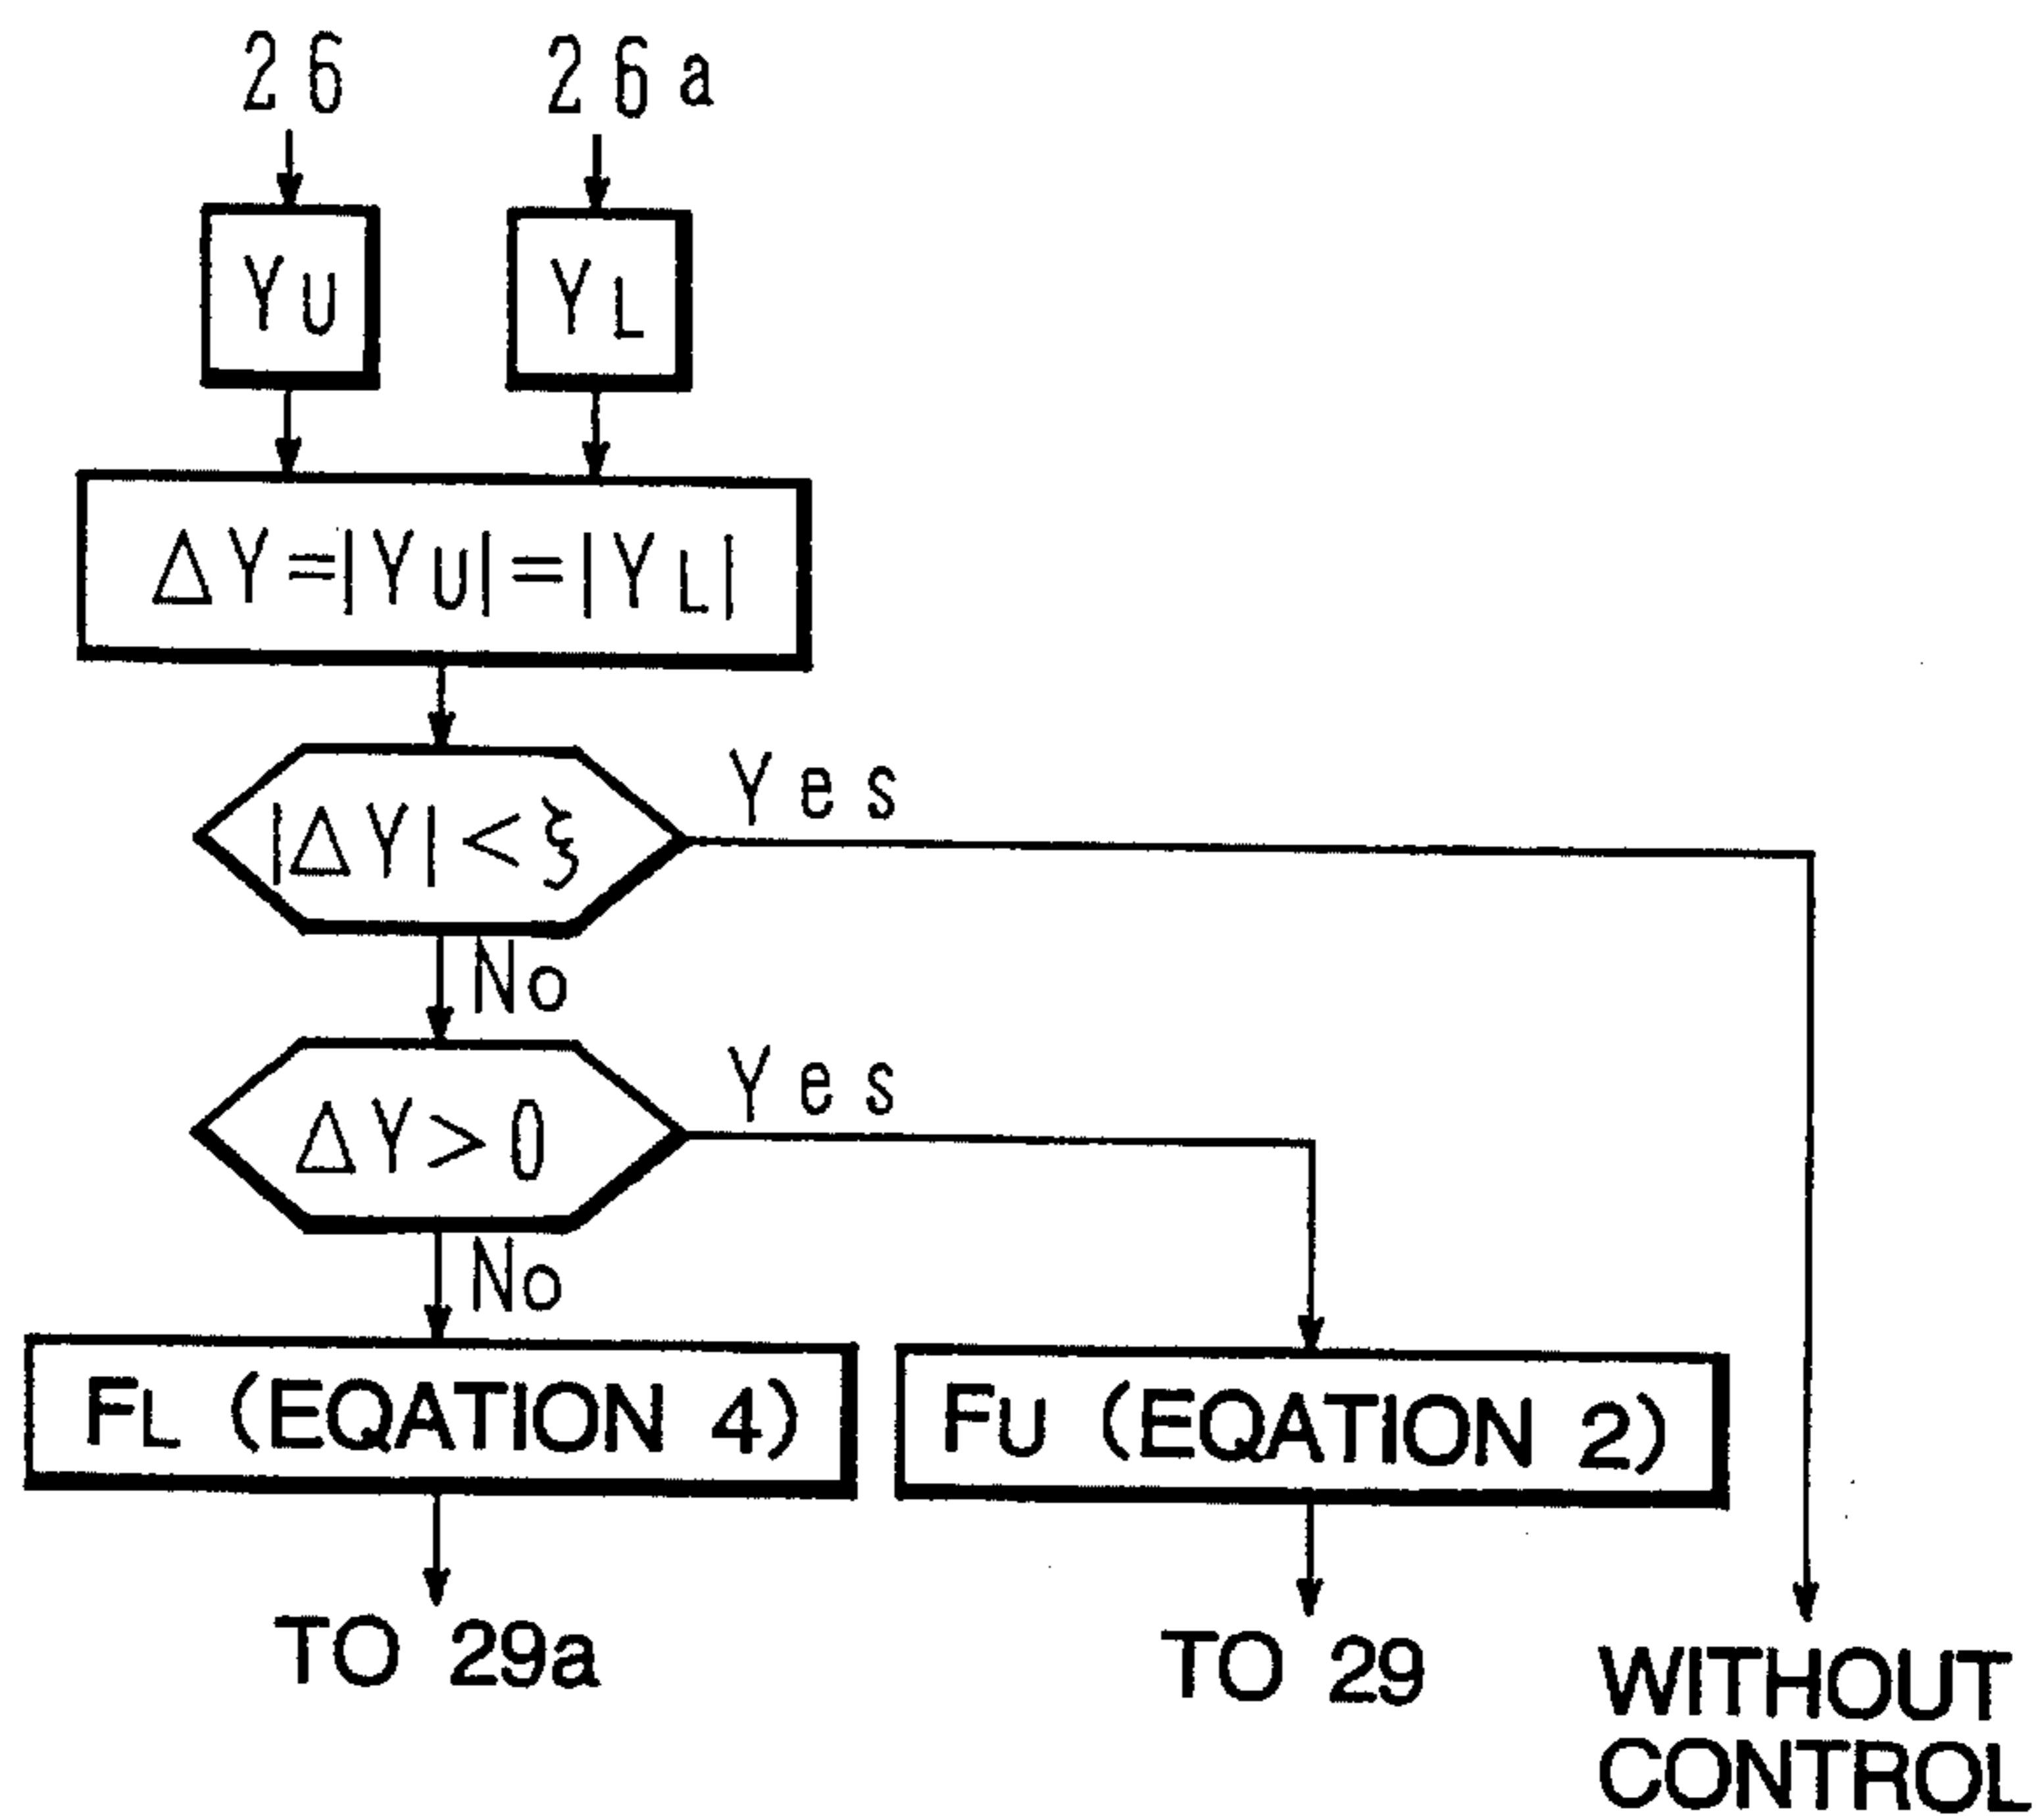 26 26a
YU YL
ΔY=|YU|=|YL|
|ΔY|<ξ Yes
No
ΔY>0 Yes
No
FL (EQATION 4) FU (EQATION 2)
TO 29a TO 29 WITHOUT
CONTROL